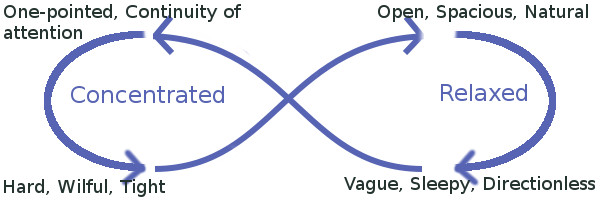 One-pointed, Continuity of
attention
Open, Spacious, Natural
Concentrated
Relaxed
Hard, Wilful, Tight
Vague, Sleepy, Directionless